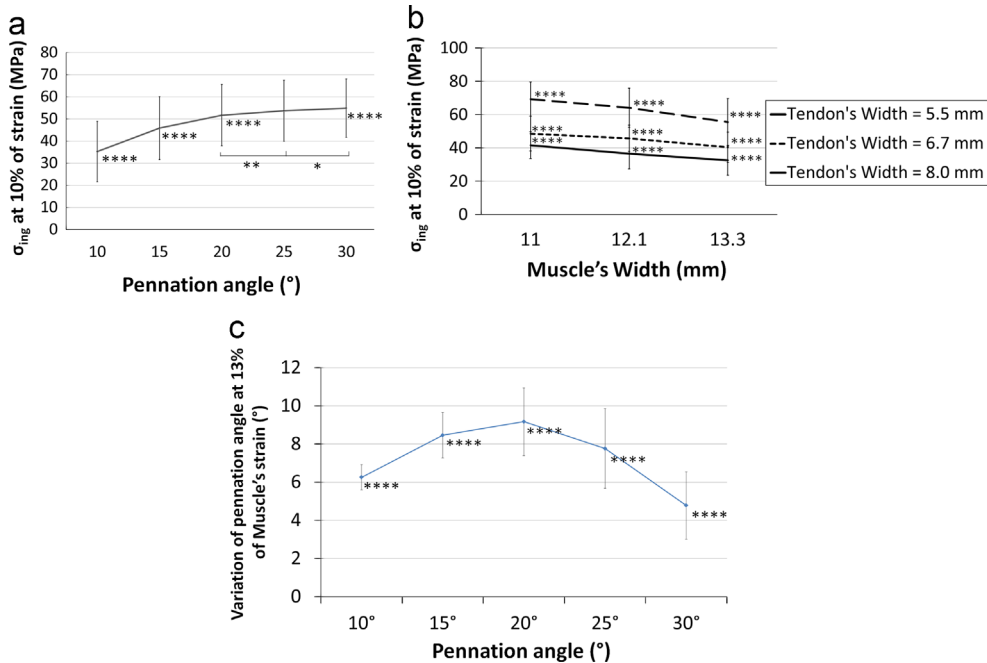 a
σing at 10% of strain (MPa)
80
70
60
50
40
30
20
10
0
****
****
****
****
**
*
10 15 20 25 30
Pennation angle (°)
b
σing at 10% of strain (MPa)
100
80
60
40
20
0
****
****
****
****
****
****
****
****
****
11 12.1 13.3
Muscle's Width (mm)
Tendon's Width = 5.5 mm
Tendon's Width = 6.7 mm
Tendon's Width = 8.0 mm
c
Variation of pennation angle at 13%
of Muscle's strain (°)
12
10
8
6
4
2
0
****
****
****
****
****
10° 15° 20° 25° 30°
Pennation angle (°)